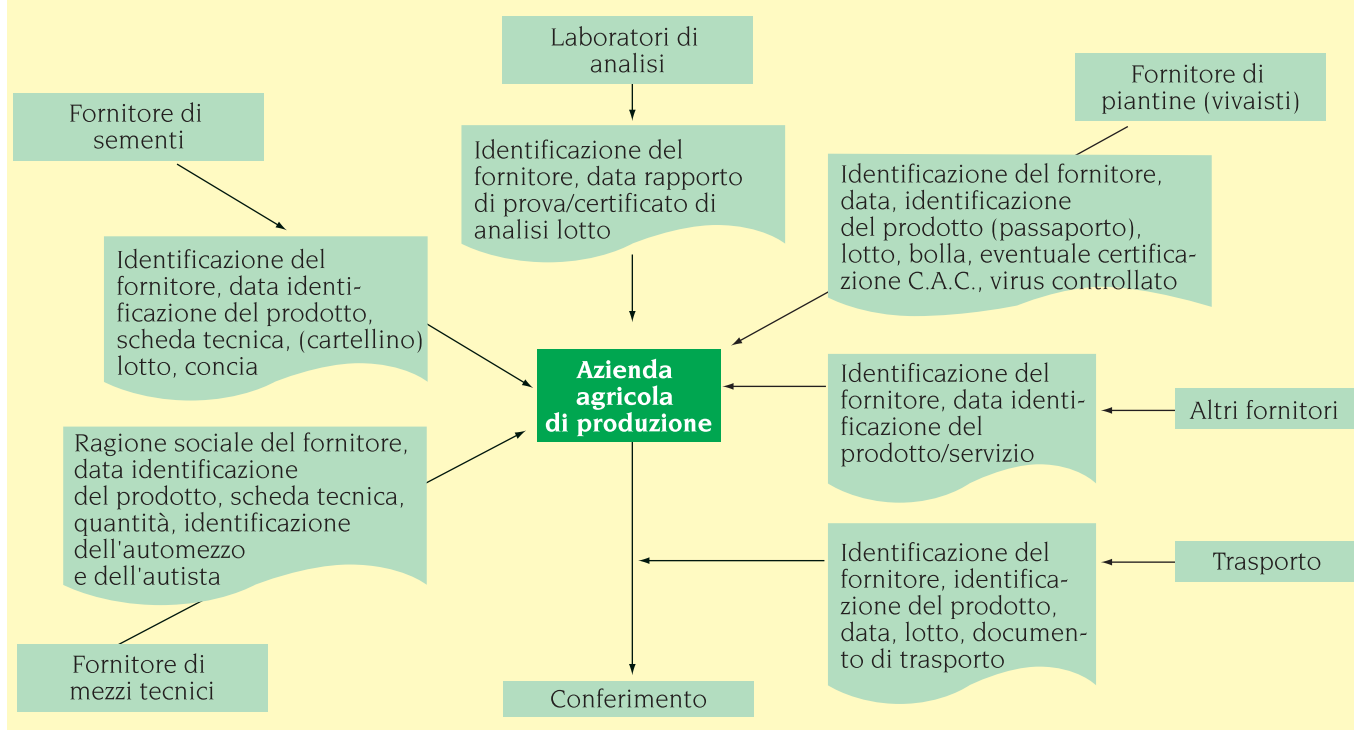 Laboratori di
analisi
Fornitore di
piantine (vivaisti)
Fornitore di
sementi
Identificazione del
fornitore, data rapporto
di prova/certificato di
analisi lotto
Identificazione del fornitore,
data, identificazione
del prodotto (passaporto),
lotto, bolla, eventuale certifica-
zione C.A.C., virus controllato
Identificazione del
fornitore, data identi-
ficazione del prodotto,
scheda tecnica, (cartellino)
lotto, concia
Azienda
agricola
di produzione
Identificazione del
fornitore, data identi-
ficazione del
prodotto/servizio
Altri fornitori
Ragione sociale del fornitore,
data identificazione
del prodotto, scheda tecnica,
quantità, identificazione
dell'automezzo
e dell'autista
Identificazione del
fornitore, identifica-
zione del prodotto,
data, lotto, documen-
to di trasporto
Trasporto
Fornitore di
mezzi tecnici
Conferimento